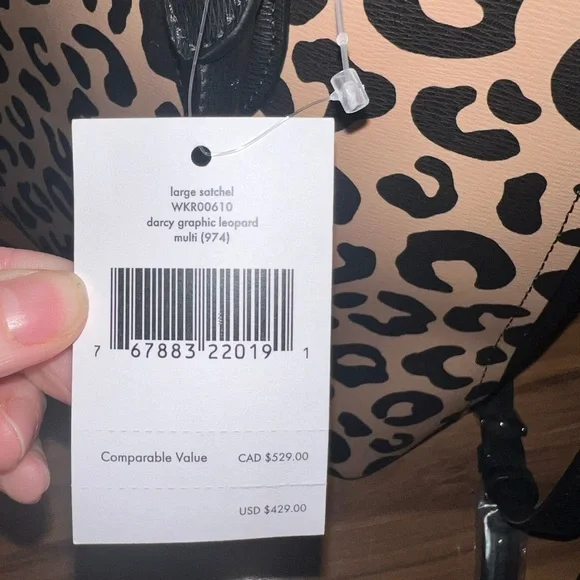 large satchel
WKR00610
darcy graphic leopard
multi (974)
7 67883 22019 1
Comparable Value CAD $529.00
USD $429.00